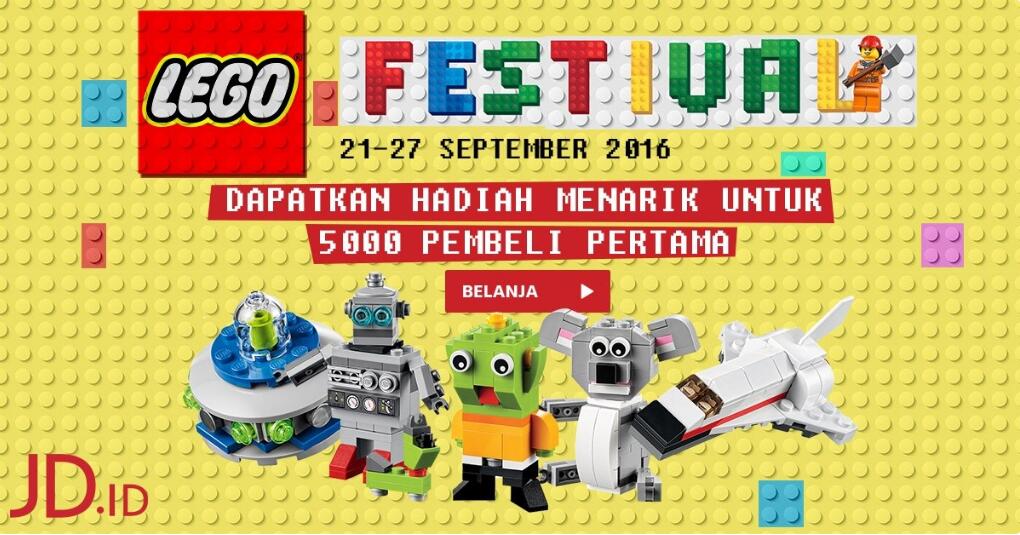 LEGO
FESTIVAL
21-27 SEPTEMBER 2016
DAPATKAN HADIAH MENARIK UNTUK
5000 PEMBELI PERTAMA
BELANJA
JD.ID